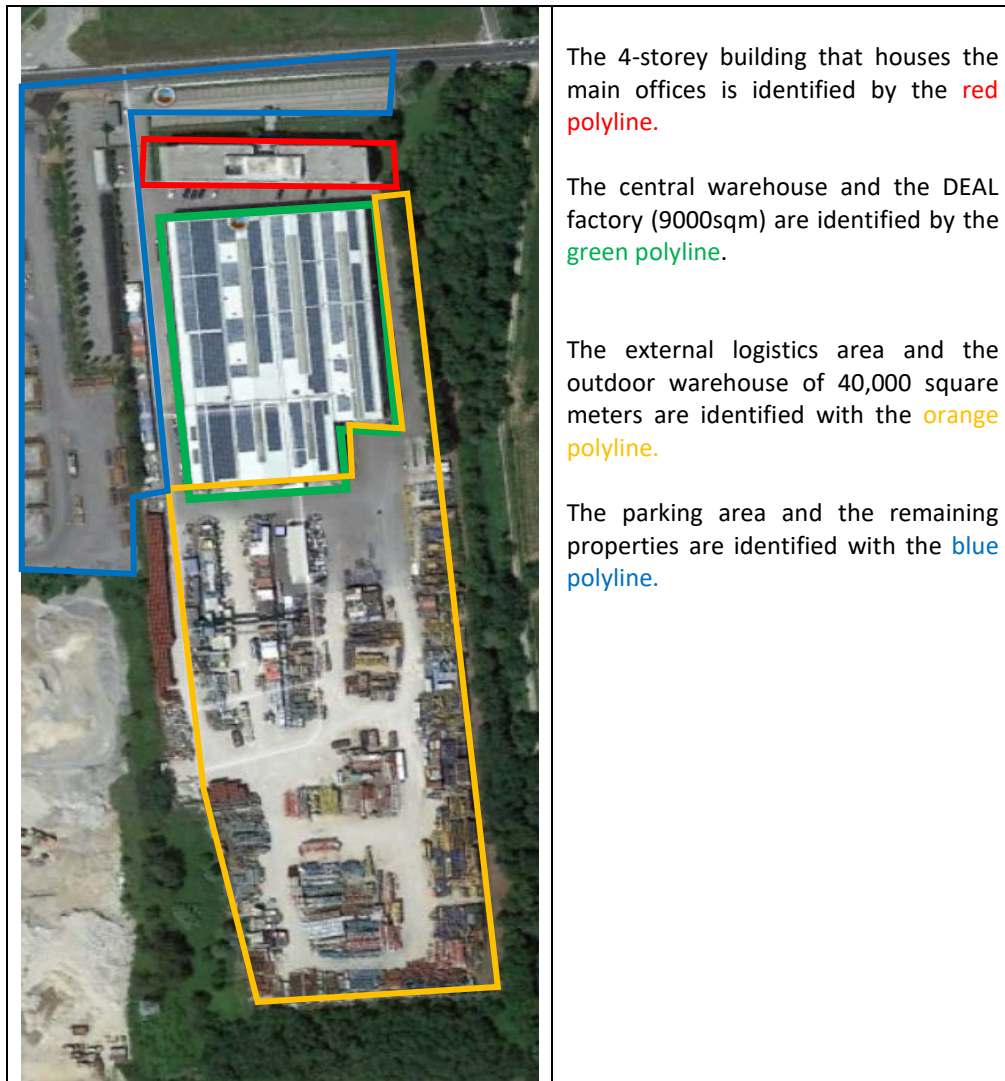 The 4-storey building that houses the
main offices is identified by the red
polyline.
The central warehouse and the DEAL
factory (9000sqm) are identified by the
green polyline.
The external logistics area and the
outdoor warehouse of 40,000 square
meters are identified with the orange
polyline.
The parking area and the remaining
properties are identified with the blue
polyline.